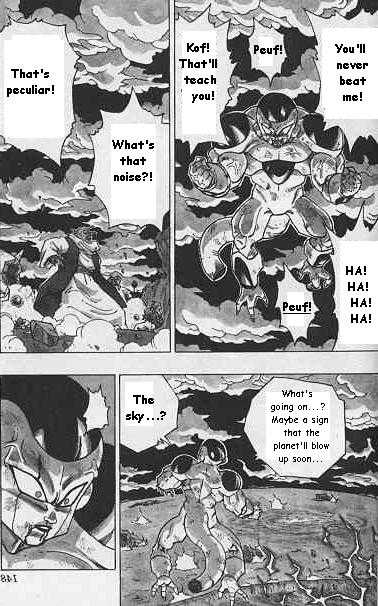 You'll
never
beat
me!
Peuf!
Kof!
That'll
teach
you!
Peuf!
HA!
HA!
HA!
HA!
What's
that
noise?!
That's
peculiar!
What's
going on...?
Maybe a sign
that the
planet'll blow
up soon...
The
sky...?
148